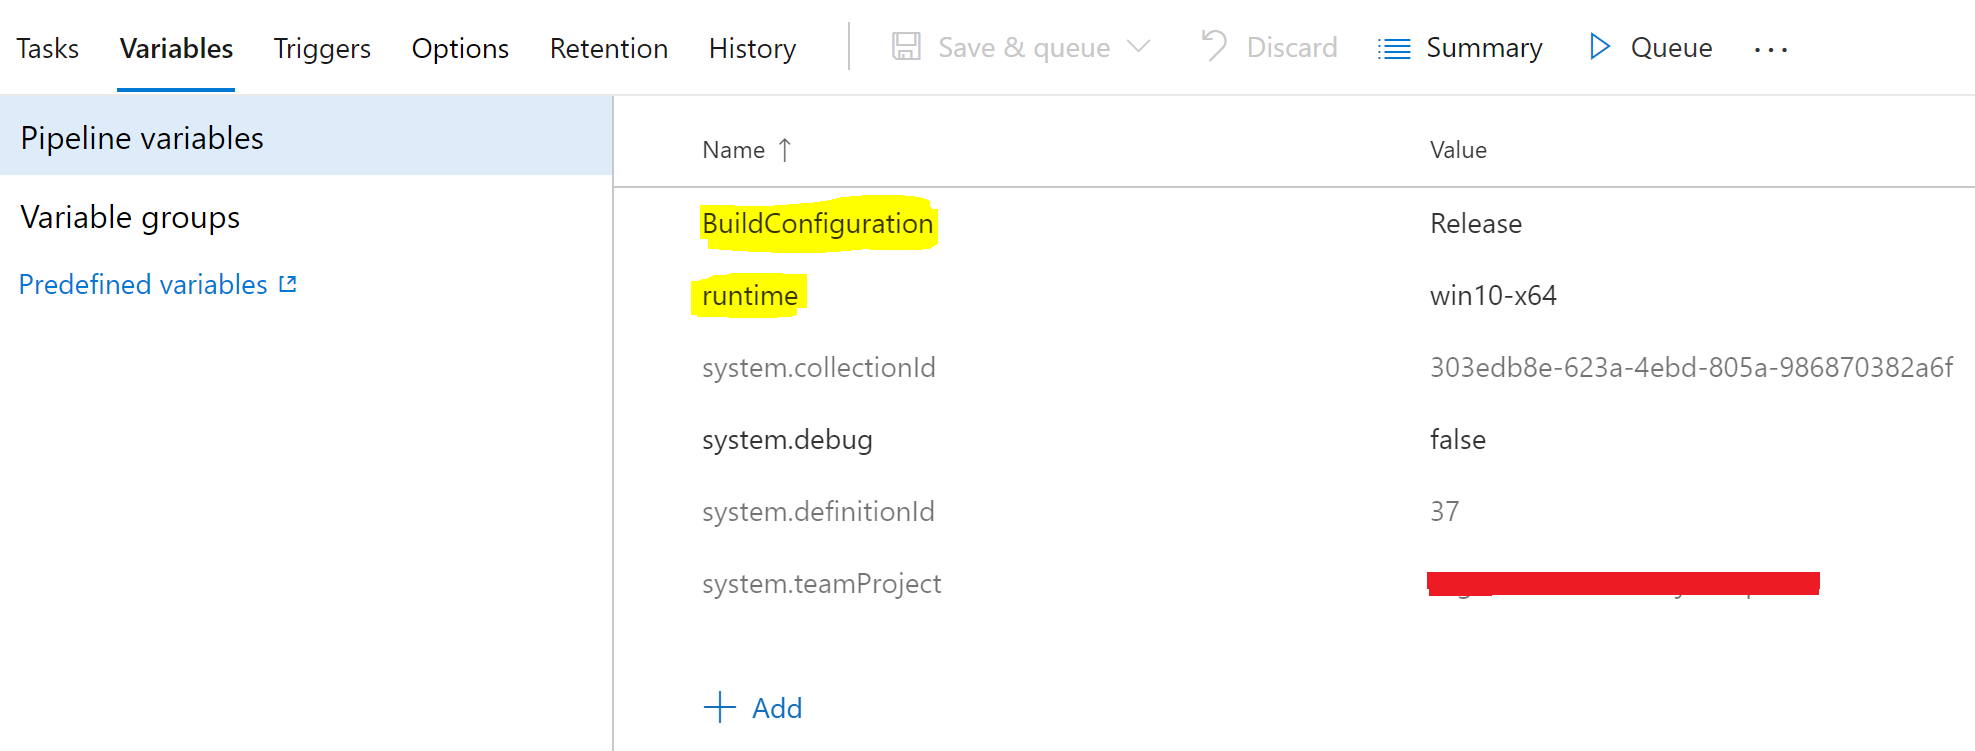 Tasks Variables Triggers Options Retention History Save & queue Discard Summary Queue ...
Pipeline variables
Variable groups
Predefined variables
Name ↑ Value
BuildConfiguration Release
runtime win10-x64
system.collectionId 303edb8e-623a-4ebd-805a-986870382a6f
system.debug false
system.definitionId 37
system.teamProject
+ Add